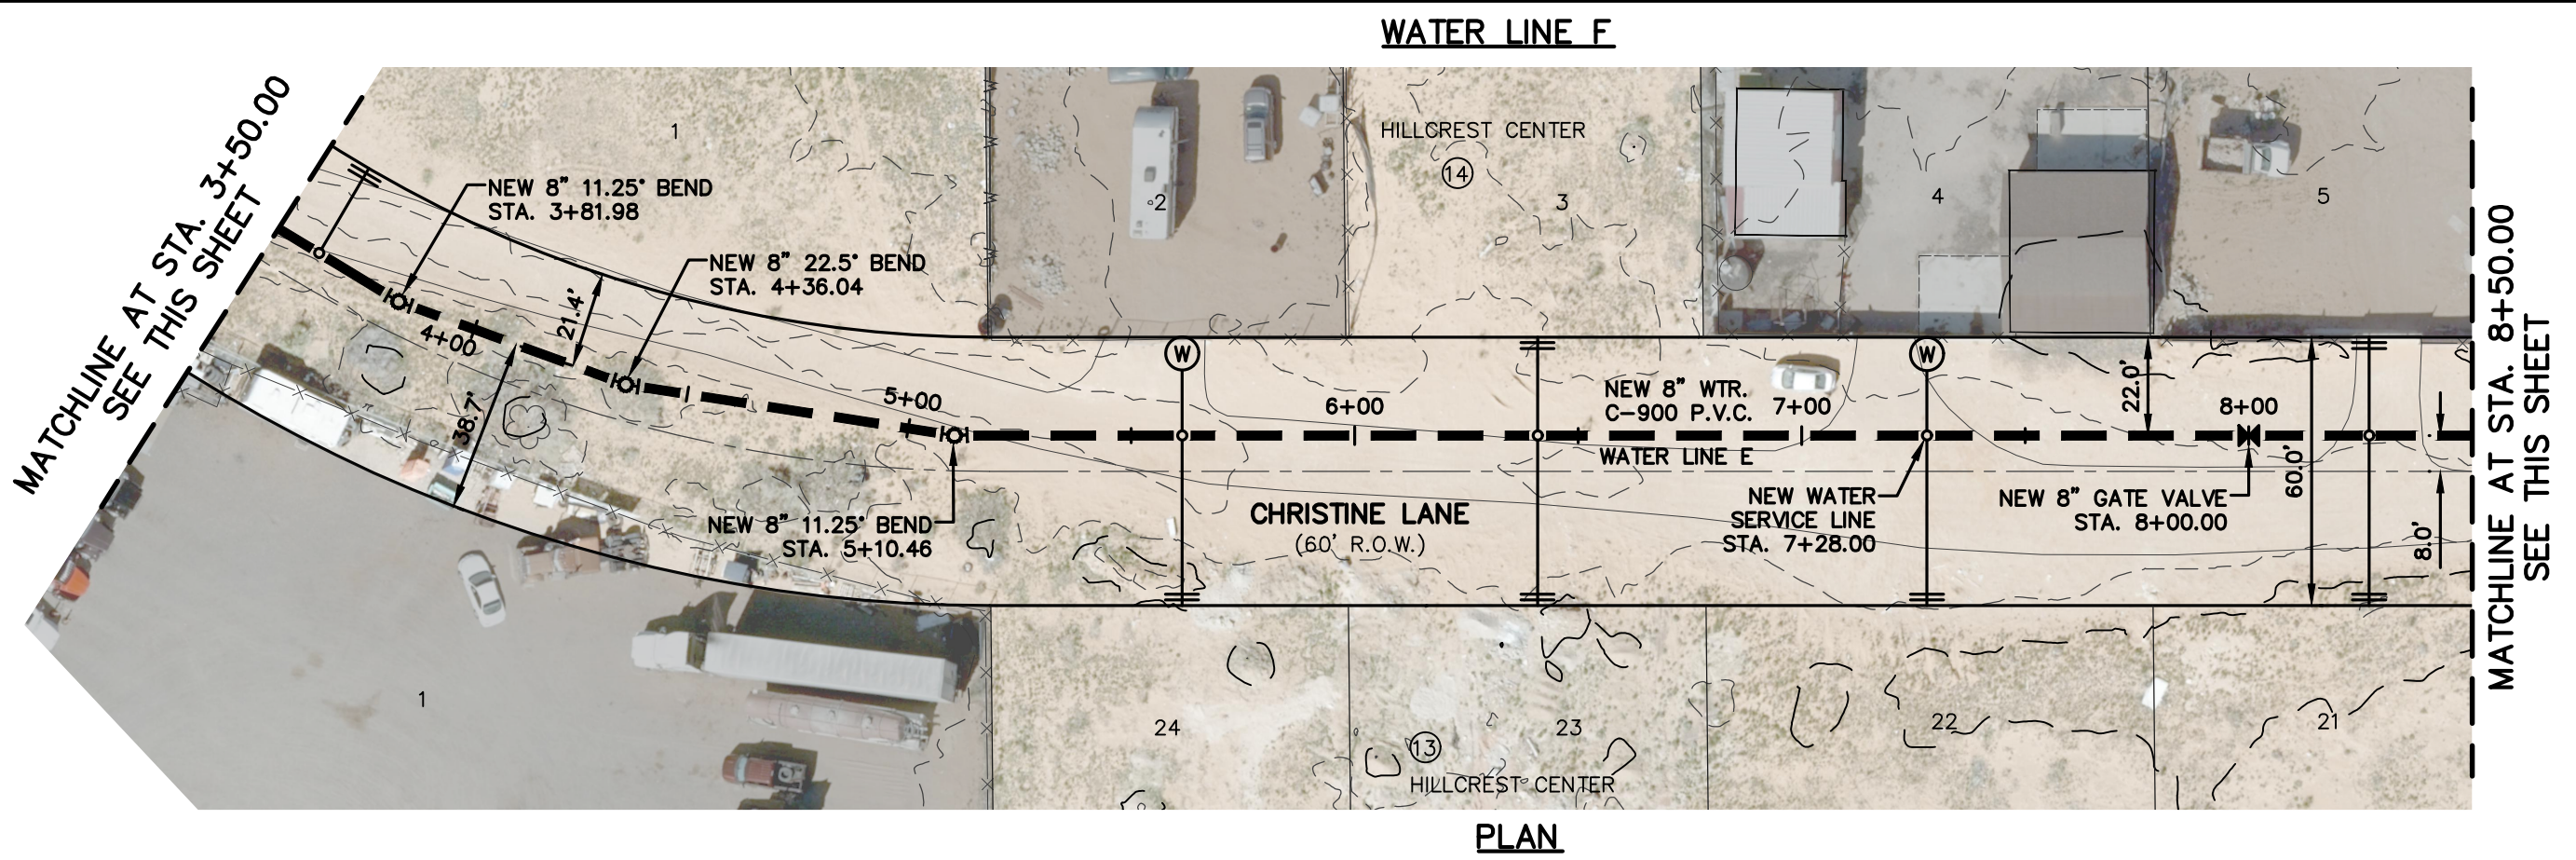 WATER LINE F
MATCHLINE AT STA. 3+50.00
SEE THIS SHEET
1
NEW 8" 11.25° BEND
STA. 3+81.98
NEW 8" 22.5° BEND
STA. 4+36.04
2
HILLCREST CENTER
14
3
4
5
4+00
21.4'
38.7'
5+00
W
6+00
NEW 8" WTR.
C-900 P.V.C.
7+00
W
22.0'
8+00
60.0'
8.0'
WATER LINE E
NEW 8" 11.25° BEND
STA. 5+10.46
CHRISTINE LANE
(60' R.O.W.)
NEW WATER
SERVICE LINE
STA. 7+28.00
NEW 8" GATE VALVE
STA. 8+00.00
MATCHLINE AT STA. 8+50.00
SEE THIS SHEET
1
24
13
23
HILLCREST CENTER
22
21
PLAN